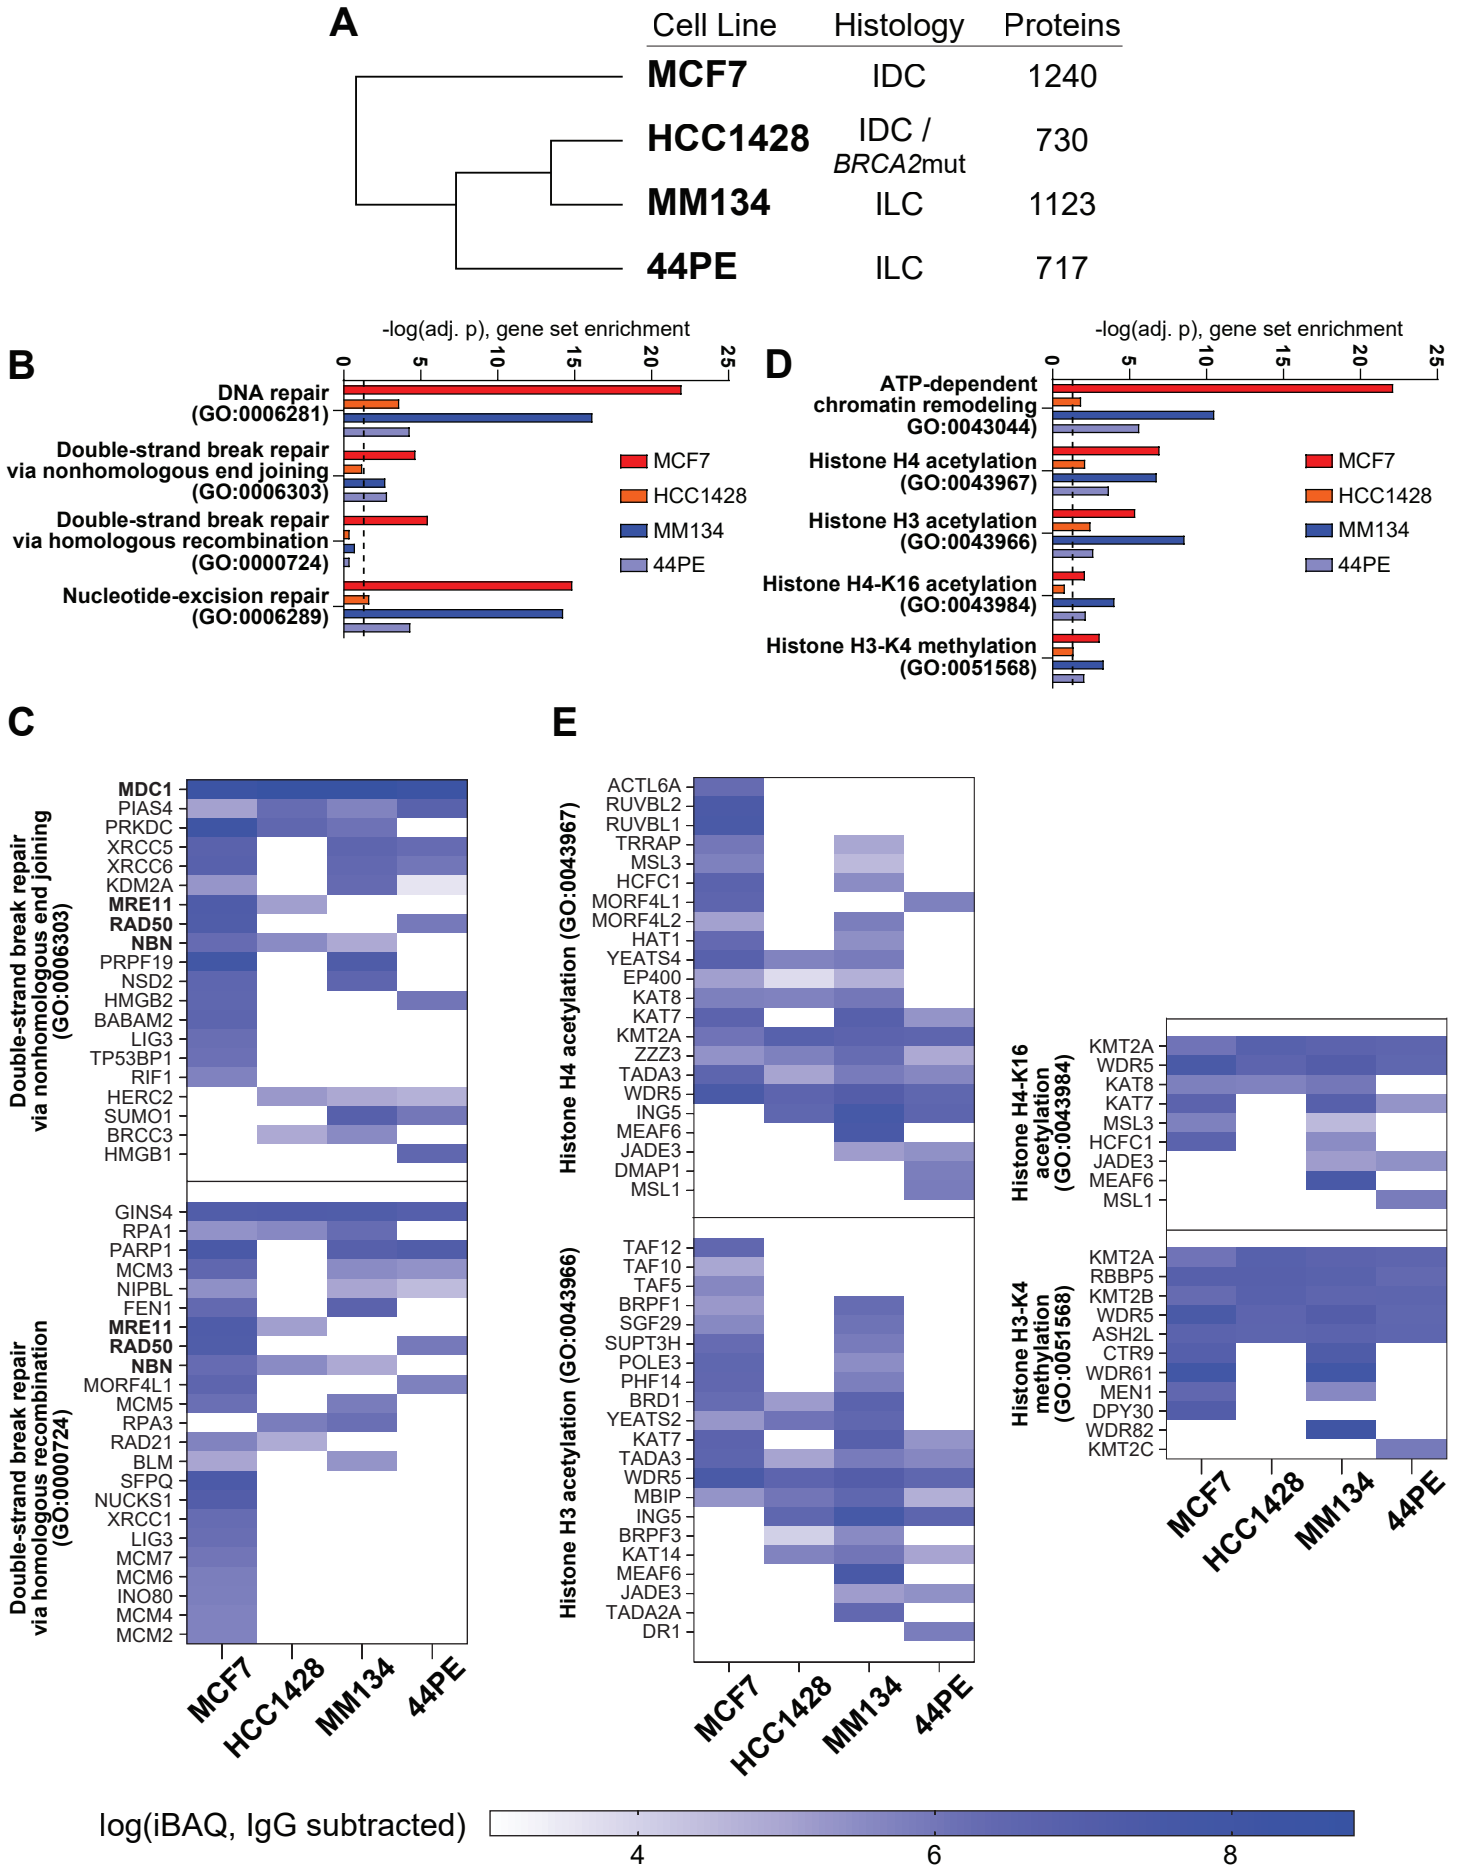 A
Cell Line Histology Proteins
MCF7 IDC 1240
HCC1428 IDC / BRCA2mut 730
MM134 ILC 1123
44PE ILC 717
B
-log(adj. p), gene set enrichment
0 5 10 15 20 25
DNA repair
(GO:0006281)
Double-strand break repair
via nonhomologous end joining
(GO:0006303)
Double-strand break repair
via homologous recombination
(GO:0000724)
Nucleotide-excision repair
(GO:0006289)
MCF7
HCC1428
MM134
44PE
D
-log(adj. p), gene set enrichment
0 5 10 15 20 25
ATP-dependent
chromatin remodeling
GO:0043044)
Histone H4 acetylation
(GO:0043967)
Histone H3 acetylation
(GO:0043966)
Histone H4-K16 acetylation
(GO:0043984)
Histone H3-K4 methylation
(GO:0051568)
MCF7
HCC1428
MM134
44PE
C
Double-strand break repair
via nonhomologous end joining
(GO:0006303)
MDC1
PIAS4
PRKDC
XRCC5
XRCC6
KDM2A
MRE11
RAD50
NBN
PRPF19
NSD2
HMGB2
BABAM2
LIG3
TP53BP1
RIF1
HERC2
SUMO1
BRCC3
HMGB1
Double-strand break repair
via homologous recombination
(GO:0000724)
GINS4
RPA1
PARP1
MCM3
NIPBL
FEN1
MRE11
RAD50
NBN
MORF4L1
MCM5
RPA3
RAD21
BLM
SFPQ
NUCKS1
XRCC1
LIG3
MCM7
MCM6
INO80
MCM4
MCM2
MCF7
HCC1428
MM134
44PE
E
Histone H4 acetylation (GO:0043967)
ACTL6A
RUVBL2
RUVBL1
TRRAP
MSL3
HCFC1
MORF4L1
MORF4L2
HAT1
YEATS4
EP400
KAT8
KAT7
KMT2A
ZZZ3
TADA3
WDR5
ING5
MEAF6
JADE3
DMAP1
MSL1
Histone H3 acetylation (GO:0043966)
TAF12
TAF10
TAF5
BRPF1
SGF29
SUPT3H
POLE3
PHF14
BRD1
YEATS2
KAT7
TADA3
WDR5
MBIP
ING5
BRPF3
KAT14
MEAF6
JADE3
TADA2A
DR1
MCF7
HCC1428
MM134
44PE
Histone H4-K16
acetylation
(GO:0043984)
KMT2A
WDR5
KAT8
KAT7
MSL3
HCFC1
JADE3
MEAF6
MSL1
Histone H3-K4
methylation
(GO:0051568)
KMT2A
RBBP5
KMT2B
WDR5
ASH2L
CTR9
WDR61
MEN1
DPY30
WDR82
KMT2C
MCF7
HCC1428
MM134
44PE
log(iBAQ, IgG subtracted)
4 6 8